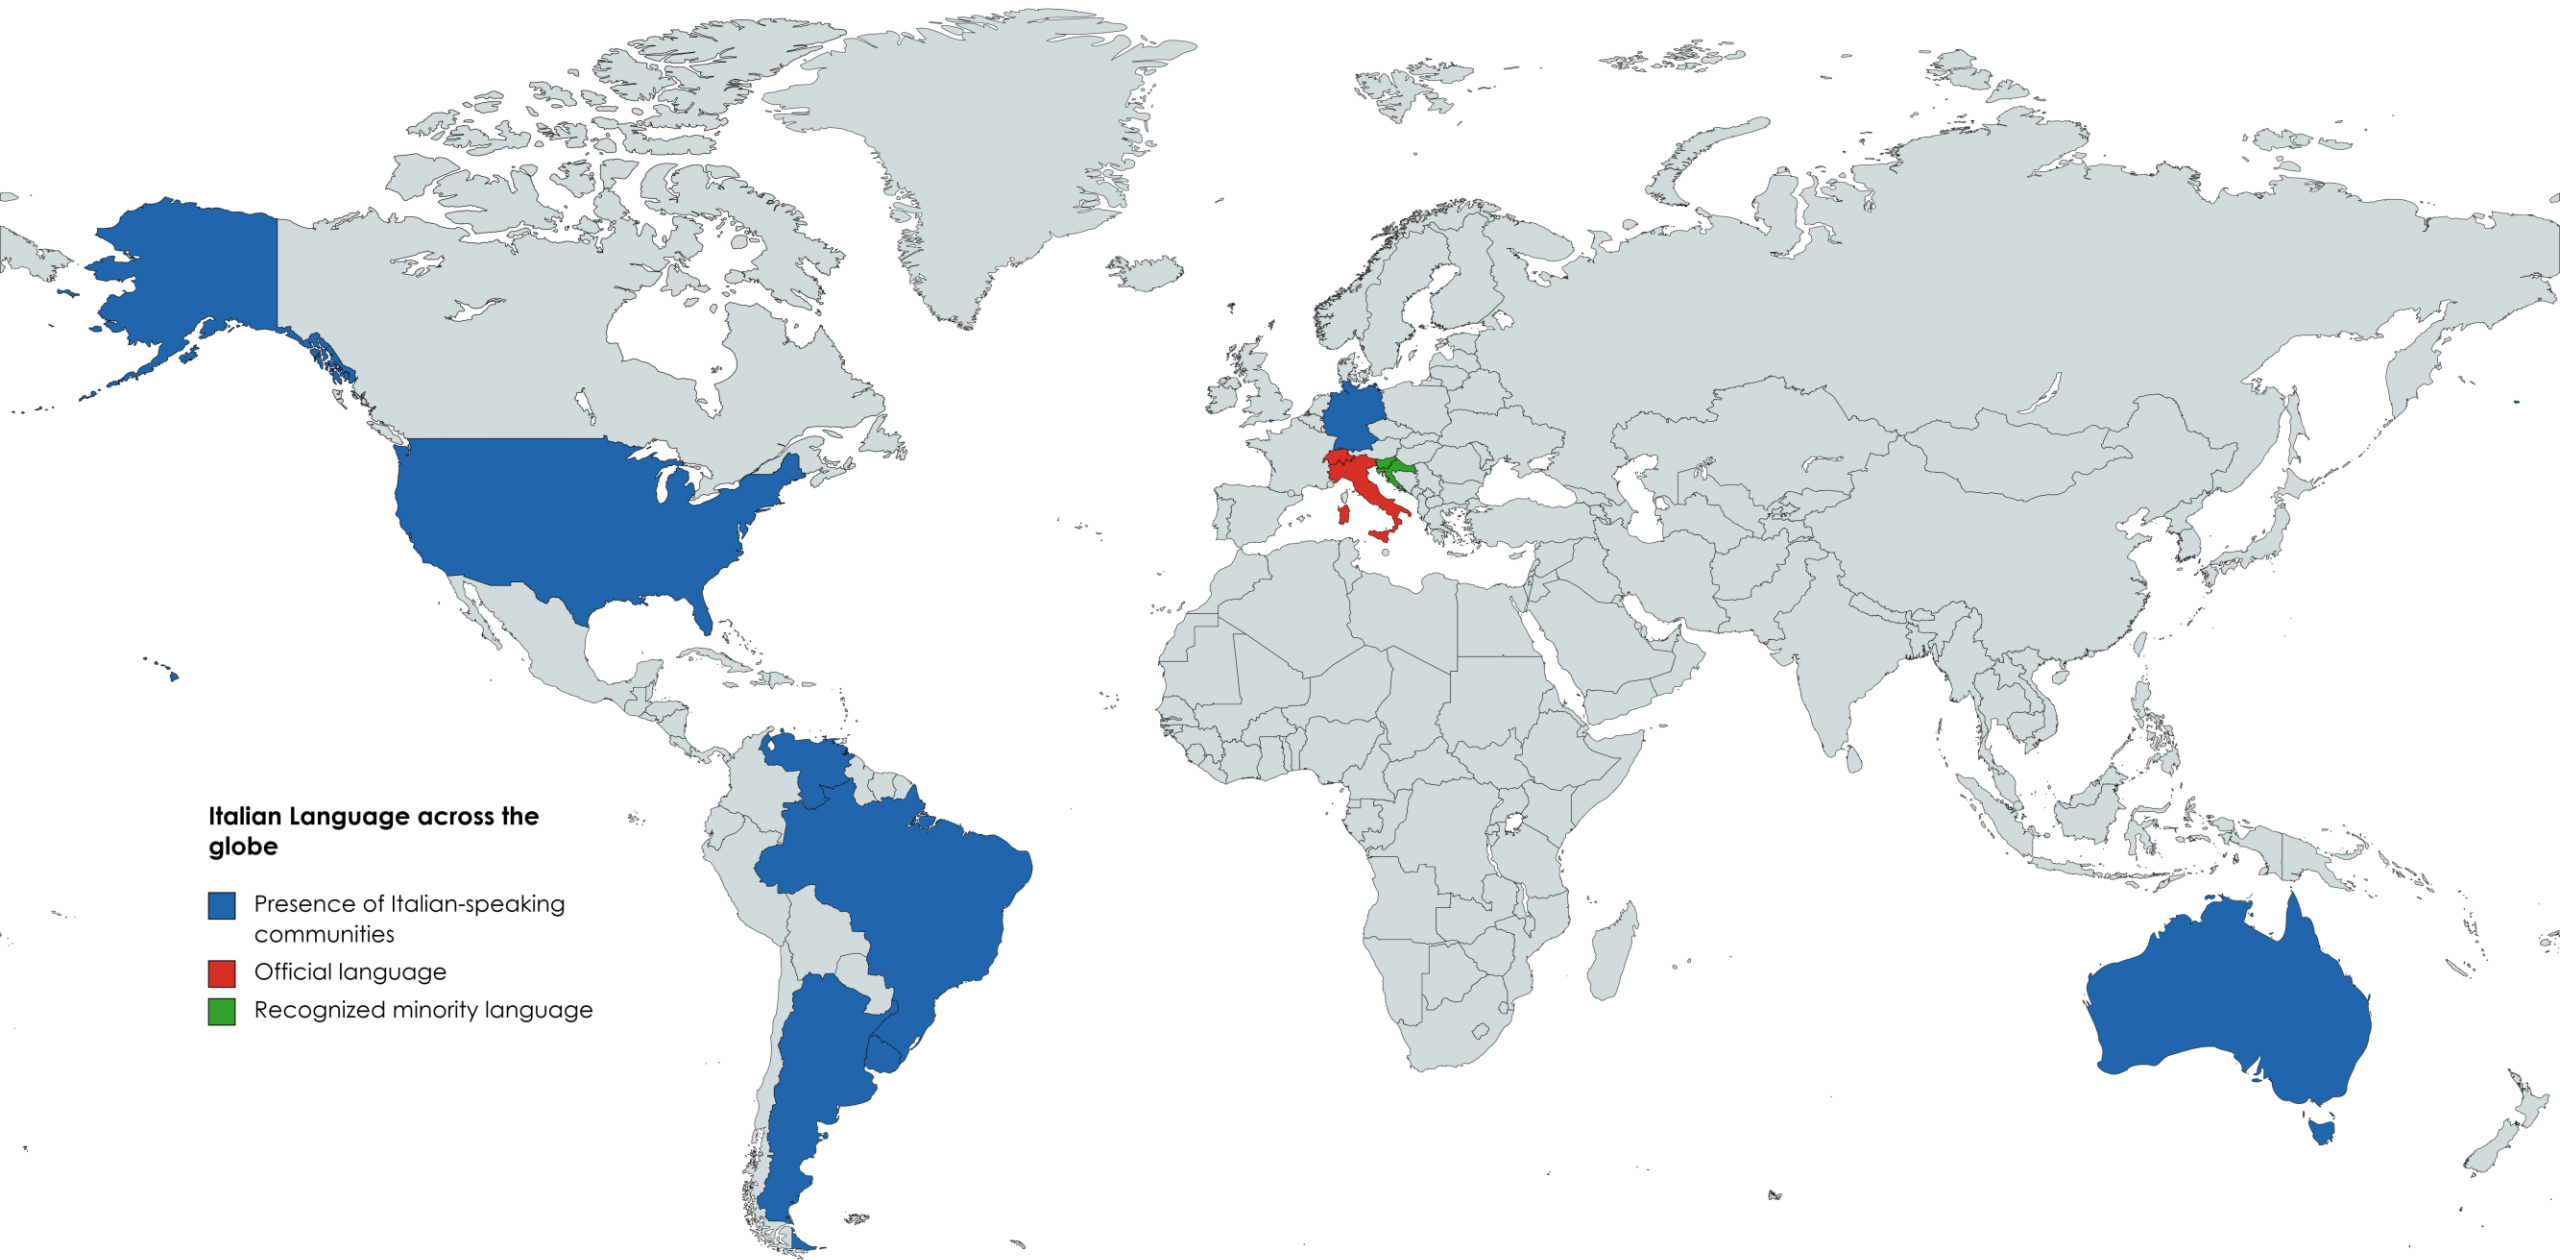 Italian Language across the
globe
Presence of Italian-speaking
communities
Official language
Recognized minority language